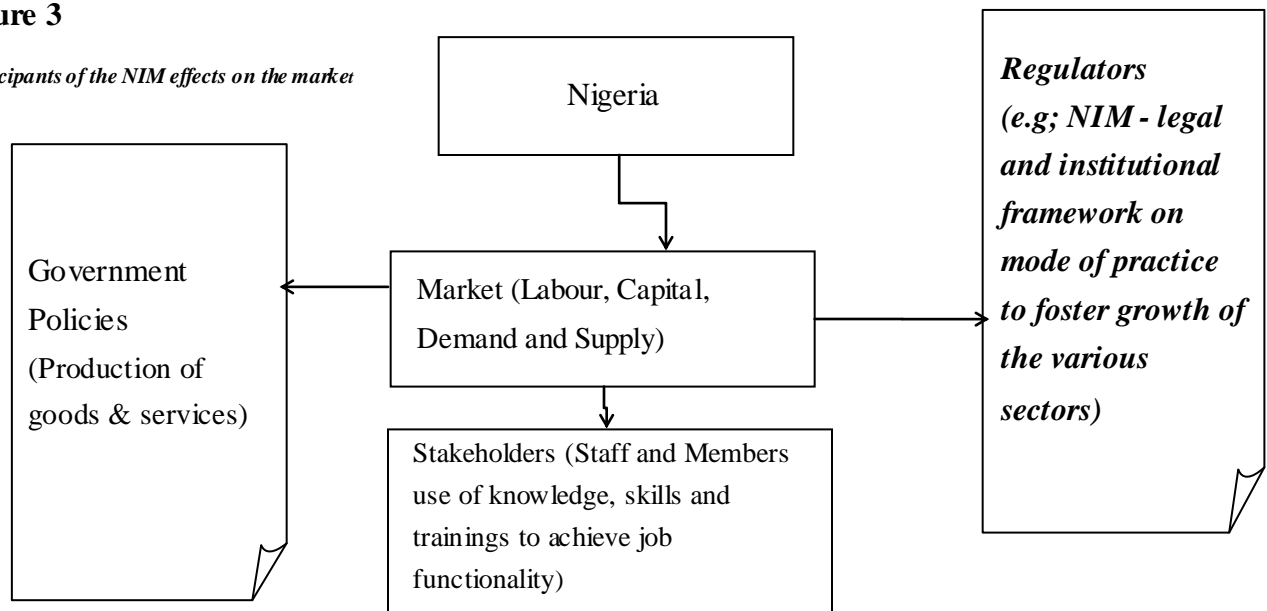 ure 3
cipants of the NIM effects on the market
Nigeria
Government
Policies
(Production of
goods & services)
Market (Labour, Capital,
Demand and Supply)
Stakeholders (Staff and Members
use of knowledge, skills and
trainings to achieve job
functionality)
Regulators
(e.g; NIM - legal
and institutional
framework on
mode of practice
to foster growth of
the various
sectors)